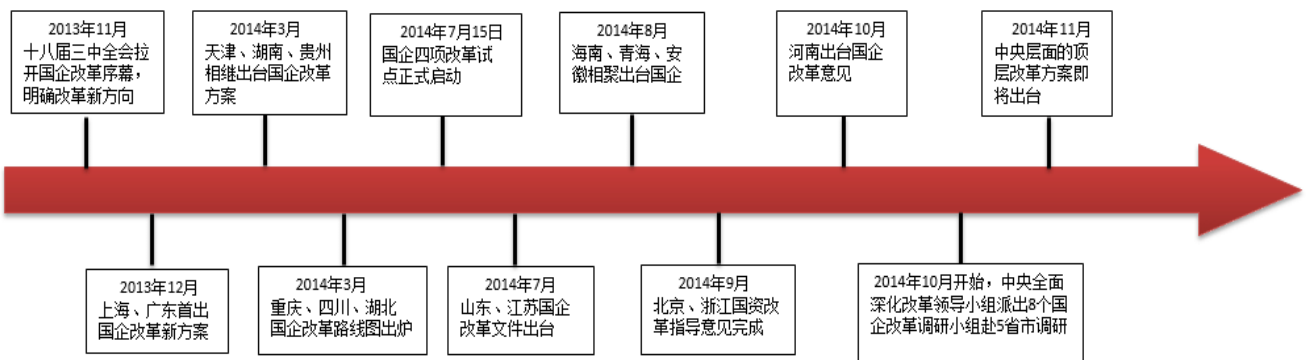 2013年11月
十八届三中全会拉
开国企改革序幕，
明确改革新方向
2014年3月
天津、湖南、贵州
相继出台国企改革
方案
2014年7月15日
国企四项改革试
点正式启动
2014年8月
海南、青海、安
徽相聚出台国企
2014年10月
河南出台国企
改革意见
2014年11月
中央层面的顶
层改革方案即
将出台
2013年12月
上海、广东首出
国企改革新方案
2014年3月
重庆、四川、湖北
国企改革路线图出炉
2014年7月
山东、江苏国企
改革文件出台
2014年9月
北京、浙江国资改
革指导意见完成
2014年10月开始，中央全面
深化改革领导小组派出8个国
企改革调研小组赴5省市调研